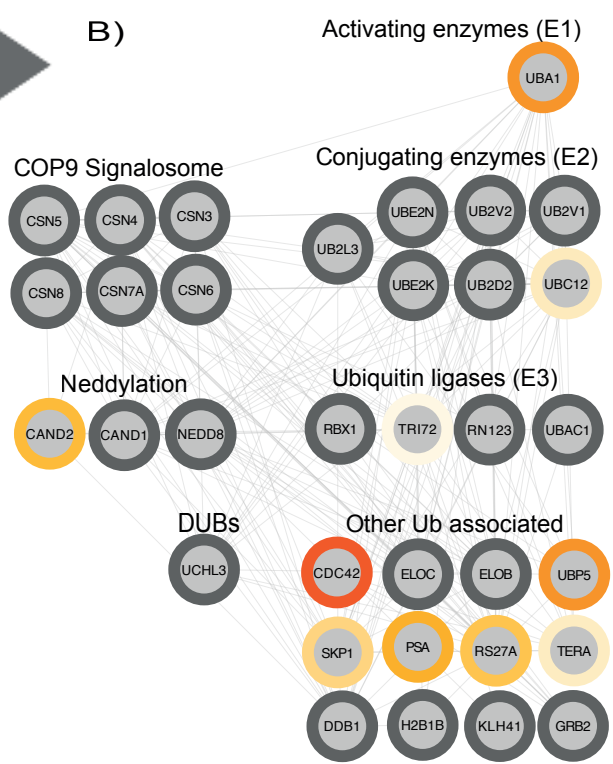 B)
Activating enzymes (E1)
UBA1
COP9 Signalosome
CSN5 CSN4 CSN3
CSN8 CSN7A CSN6
Conjugating enzymes (E2)
UB2L3 UBE2N UB2V2 UB2V1
UBE2K UB2D2 UBC12
Neddylation
CAND2 CAND1 NEDD8
Ubiquitin ligases (E3)
RBX1 TRI72 RN123 UBAC1
DUBs
UCHL3
Other Ub associated
CDC42 ELOC ELOB UBP5
SKP1 PSA RS27A TERA
DDB1 H2B1B KLH41 GRB2